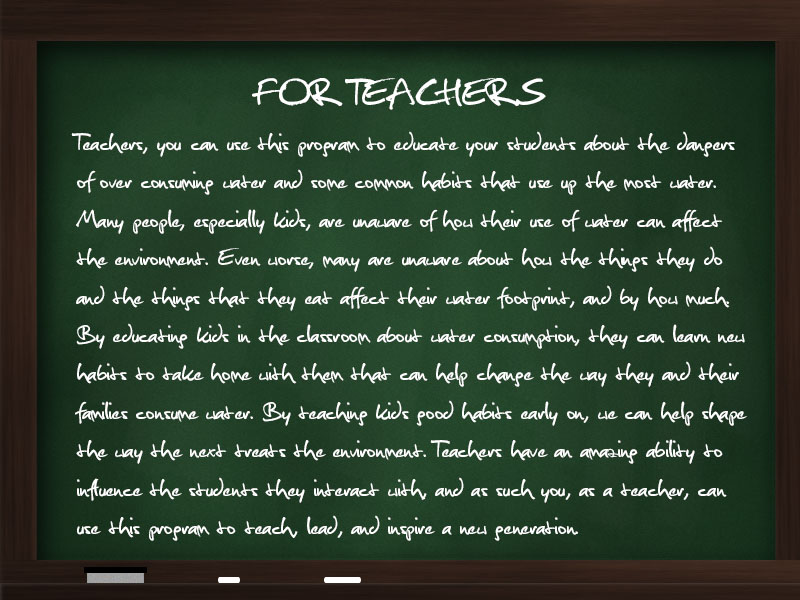 FOR TEACHERS
Teachers, you can use this program to educate your students about the dangers
of over consuming water and some common habits that use up the most water.
Many people, especially kids, are unaware of how their use of water can affect
the environment. Even worse, many are unaware about how the things they do
and the things that they eat affect their water footprint, and by how much.
By educating kids in the classroom about water consumption, they can learn new
habits to take home with them that can help change the way they and their
families consume water. By teaching kids good habits early on, we can help shape
the way the next treats the environment. Teachers have an amazing ability to
influence the students they interact with, and as such you, as a teacher, can
use this program to teach, lead, and inspire a new generation.